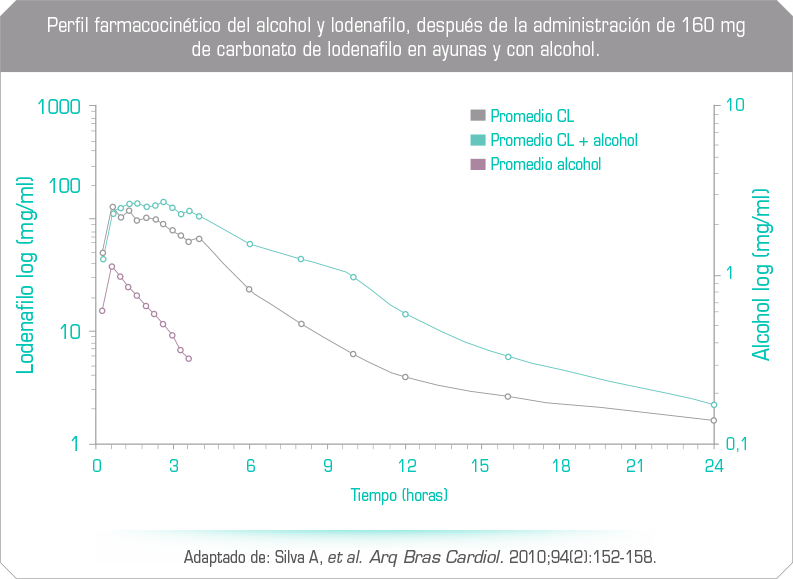 Perfil farmacocinético del alcohol y lodenafilo, después de la administración de 160 mg
de carbonato de lodenafilo en ayunas y con alcohol.
1000
100
10
1
Lodenafilo log (mg/ml)
Promedio CL
Promedio CL + alcohol
Promedio alcohol
10
1
0,1
Alcohol log (mg/ml)
0 3 6 9 12 15 18 21 24
Tiempo (horas)
Adaptado de: Silva A, et al. Arq Bras Cardiol. 2010;94(2):152-158.